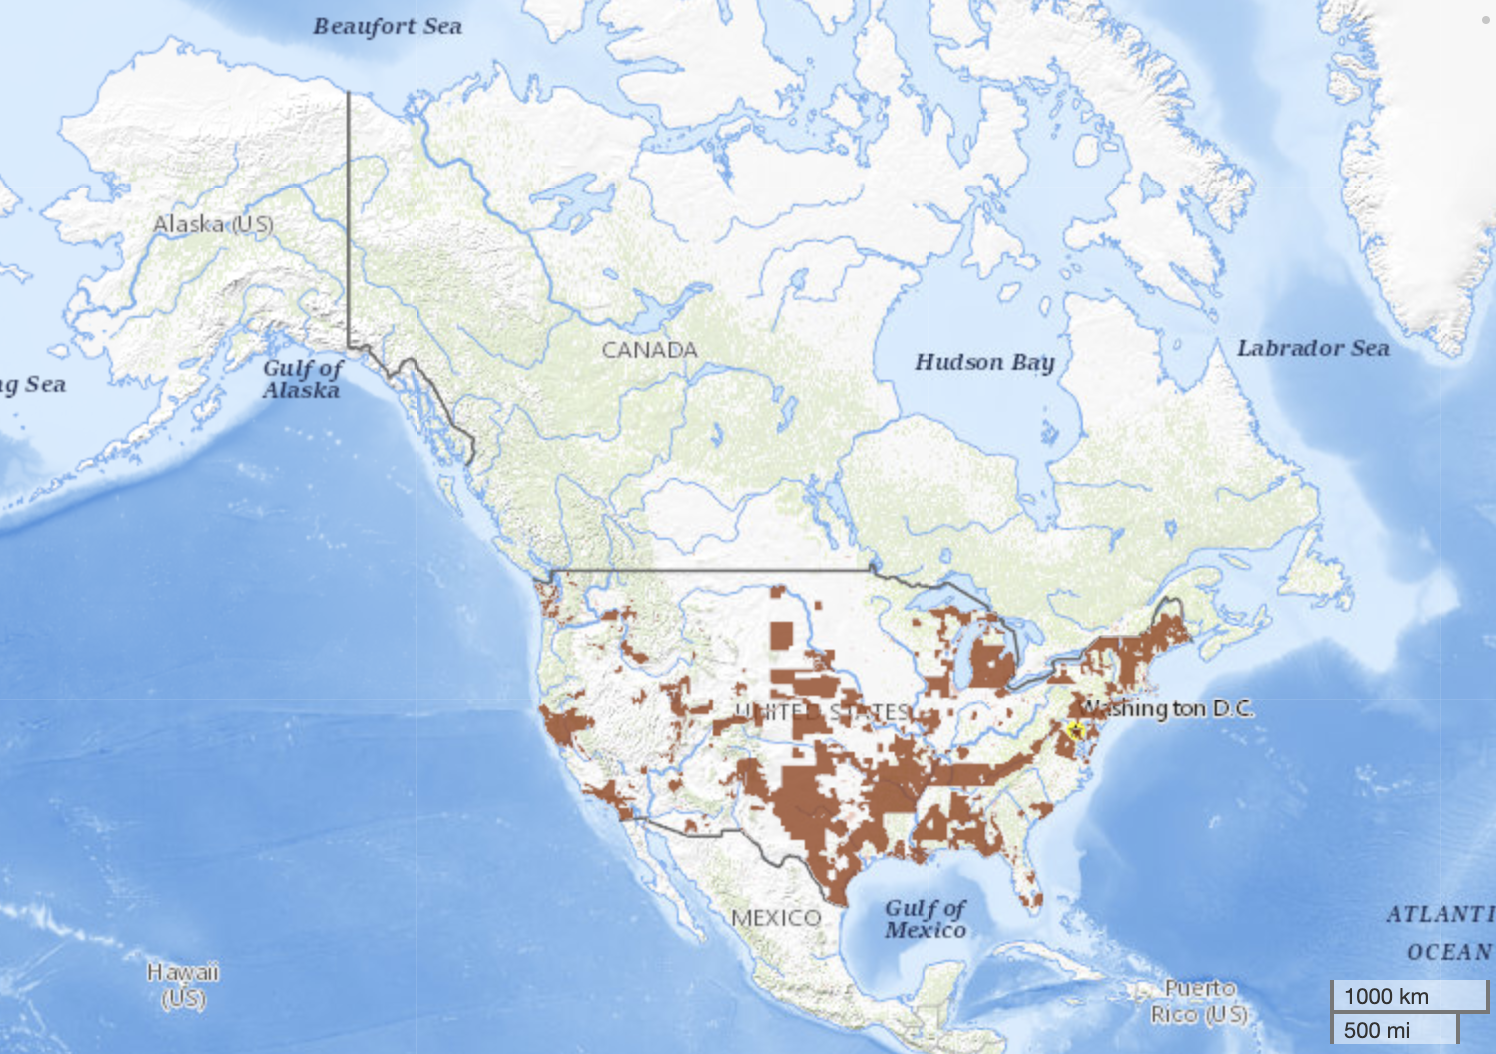 Beaufort Sea
Alaska (US)
CANADA
Hudson Bay
Labrador Sea
Gulf of
Alaska
ng Sea
UNITED STATES
Washington D.C.
MEXICO
Gulf of
Mexico
ATLANTI
OCEAN
Hawaii
(US)
Puerto
Rico (US)
1000 km
500 mi